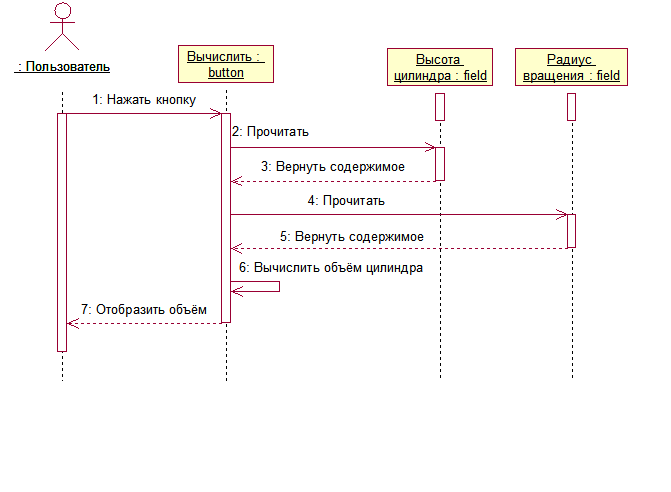 : Пользователь
Вычислить :
button
Высота
цилиндра : field
Радиус
вращения : field
1: Нажать кнопку
2: Прочитать
3: Вернуть содержимое
4: Прочитать
5: Вернуть содержимое
6: Вычислить объём цилиндра
7: Отобразить объём